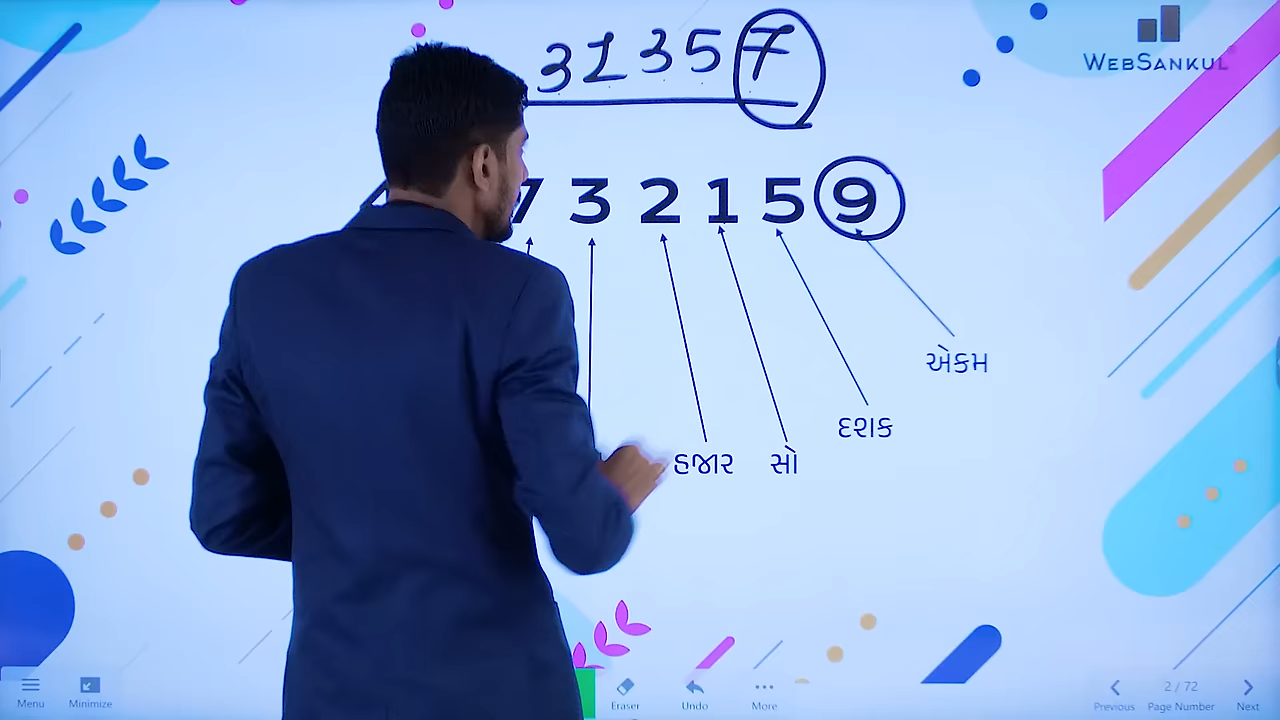 WEBSANKUL
31357
732159
એકમ
દશક
હજાર સો
Menu
Minimize
Eraser
Undo
More
Previous
2 / 72
Page Number
Next